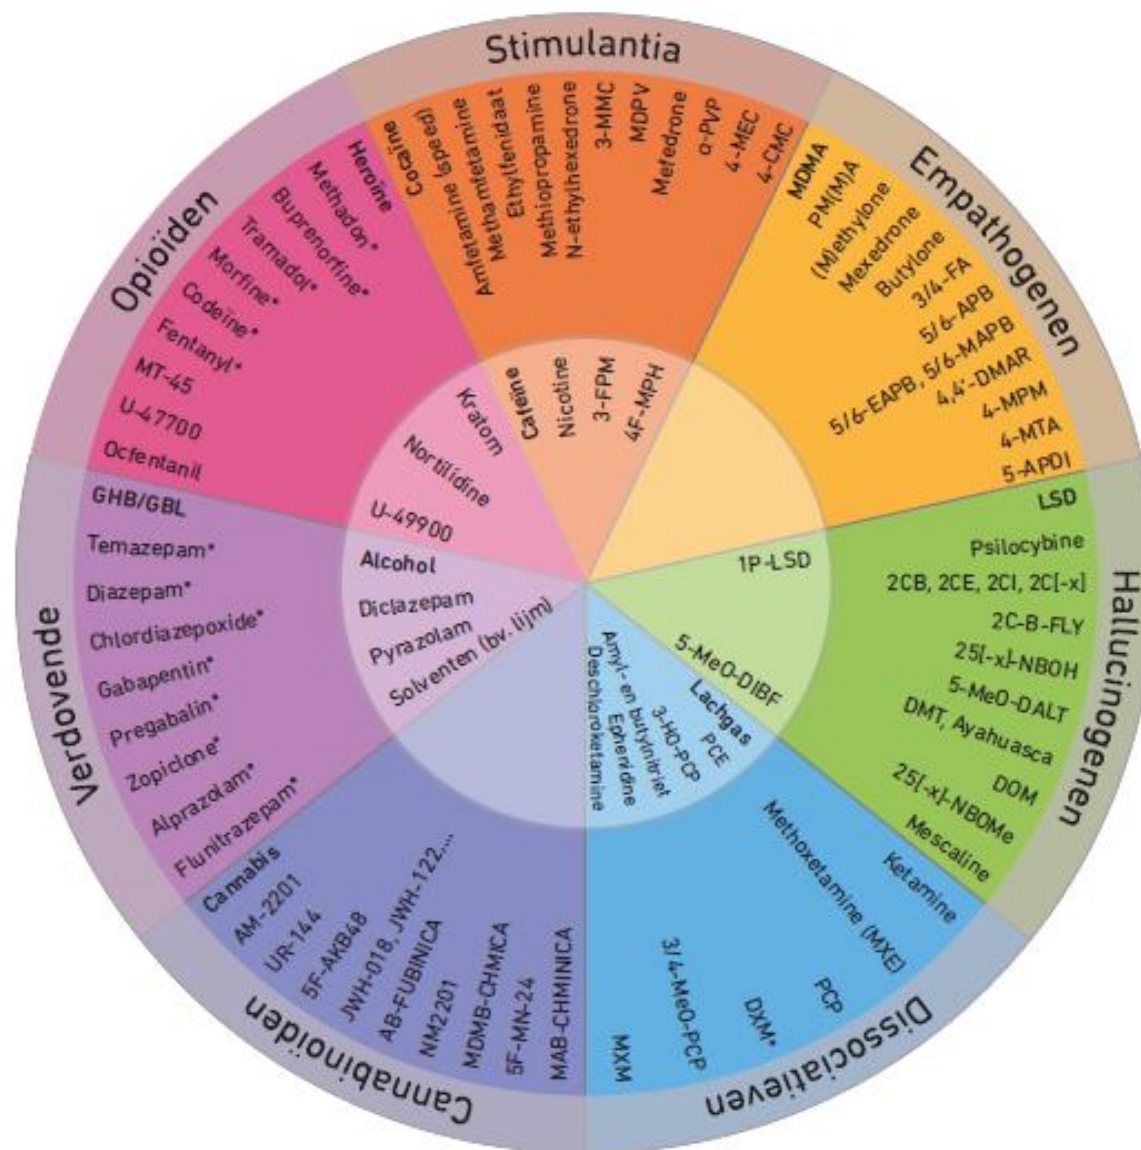 Stimulantia
Cocaïne
Amfetamine (speed)
Methamfetamine
Ethylfenidaat
Methiopropamine
N-ethylhexedrone
3-MMC
MDPV
Mefedrone
α-PVP
4-MEC
4-CMC
Cafeïne
Nicotine
3-FPM
4F-MPH
Empathogenen
MDMA
PM(M)A
(M)ethylone
Mexedrone
Butylone
3/4-FA
5/6-APB
5/6-EAPB, 5/6-MAPB
4,4'-DMAR
4-MPM
4-MTA
5-APDI
Hallucinogenen
LSD
Psilocybine
2CB, 2CE, 2CI, 2C[-x]
2C-B-FLY
25[-x]-NBOH
5-MeO-DALT
DMT, Ayahuasca
DOM
25[-x]-NBOMe
Mescaline
1P-LSD
5-MeO-DIBF
Dissociatieven
Ketamine
Methoxetamine (MXE)
PCP
DXM*
3/4-MeO-PCP
MXM
Lachgas
PCE
3-HO-PCP
Amyl- en butylnitriet
Ephenidine
Deschloroketamine
Cannabinoïden
Cannabis
AM-2201
UR-144
5F-AKB48
JWH-018, JWH-122,...
AB-FUBINICA
NM2201
MDMB-CHMICA
5F-MN-24
MAB-CHMINICA
Verdovende
GHB/GBL
Temazepam*
Diazepam*
Chlordiazepoxide*
Gabapentin*
Pregabalin*
Zopiclone*
Alprazolam*
Flunitrazepam*
Alcohol
Diclazepam
Pyrazolam
Solventen (bv. lijm)
Opioïden
Heroïne
Methadon*
Buprenorfine*
Tramadol*
Morfine*
Codeïne*
Fentanyl*
MT-45
U-47700
Ocfentanil
Kratom
Nortilidine
U-49900